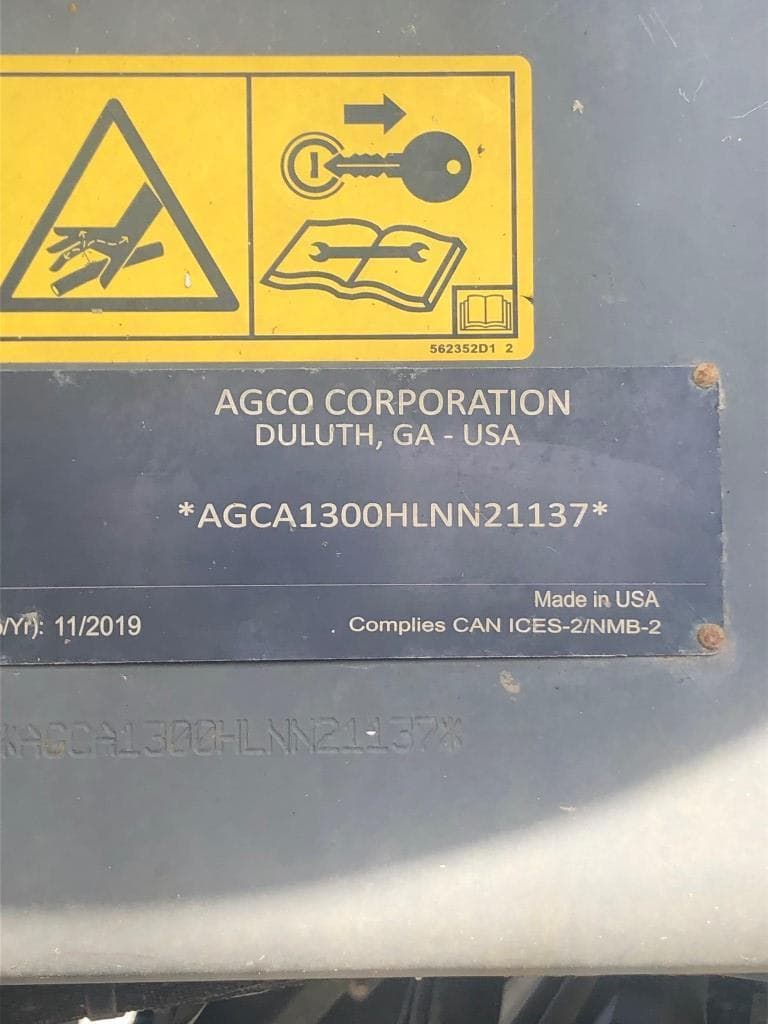 562352D1 2
AGCO CORPORATION
DULUTH, GA - USA
*AGCA1300HLNN21137*
Made in USA
/Yr): 11/2019
Complies CAN ICES-2/NMB-2
*AGCA1300HLNN21137*